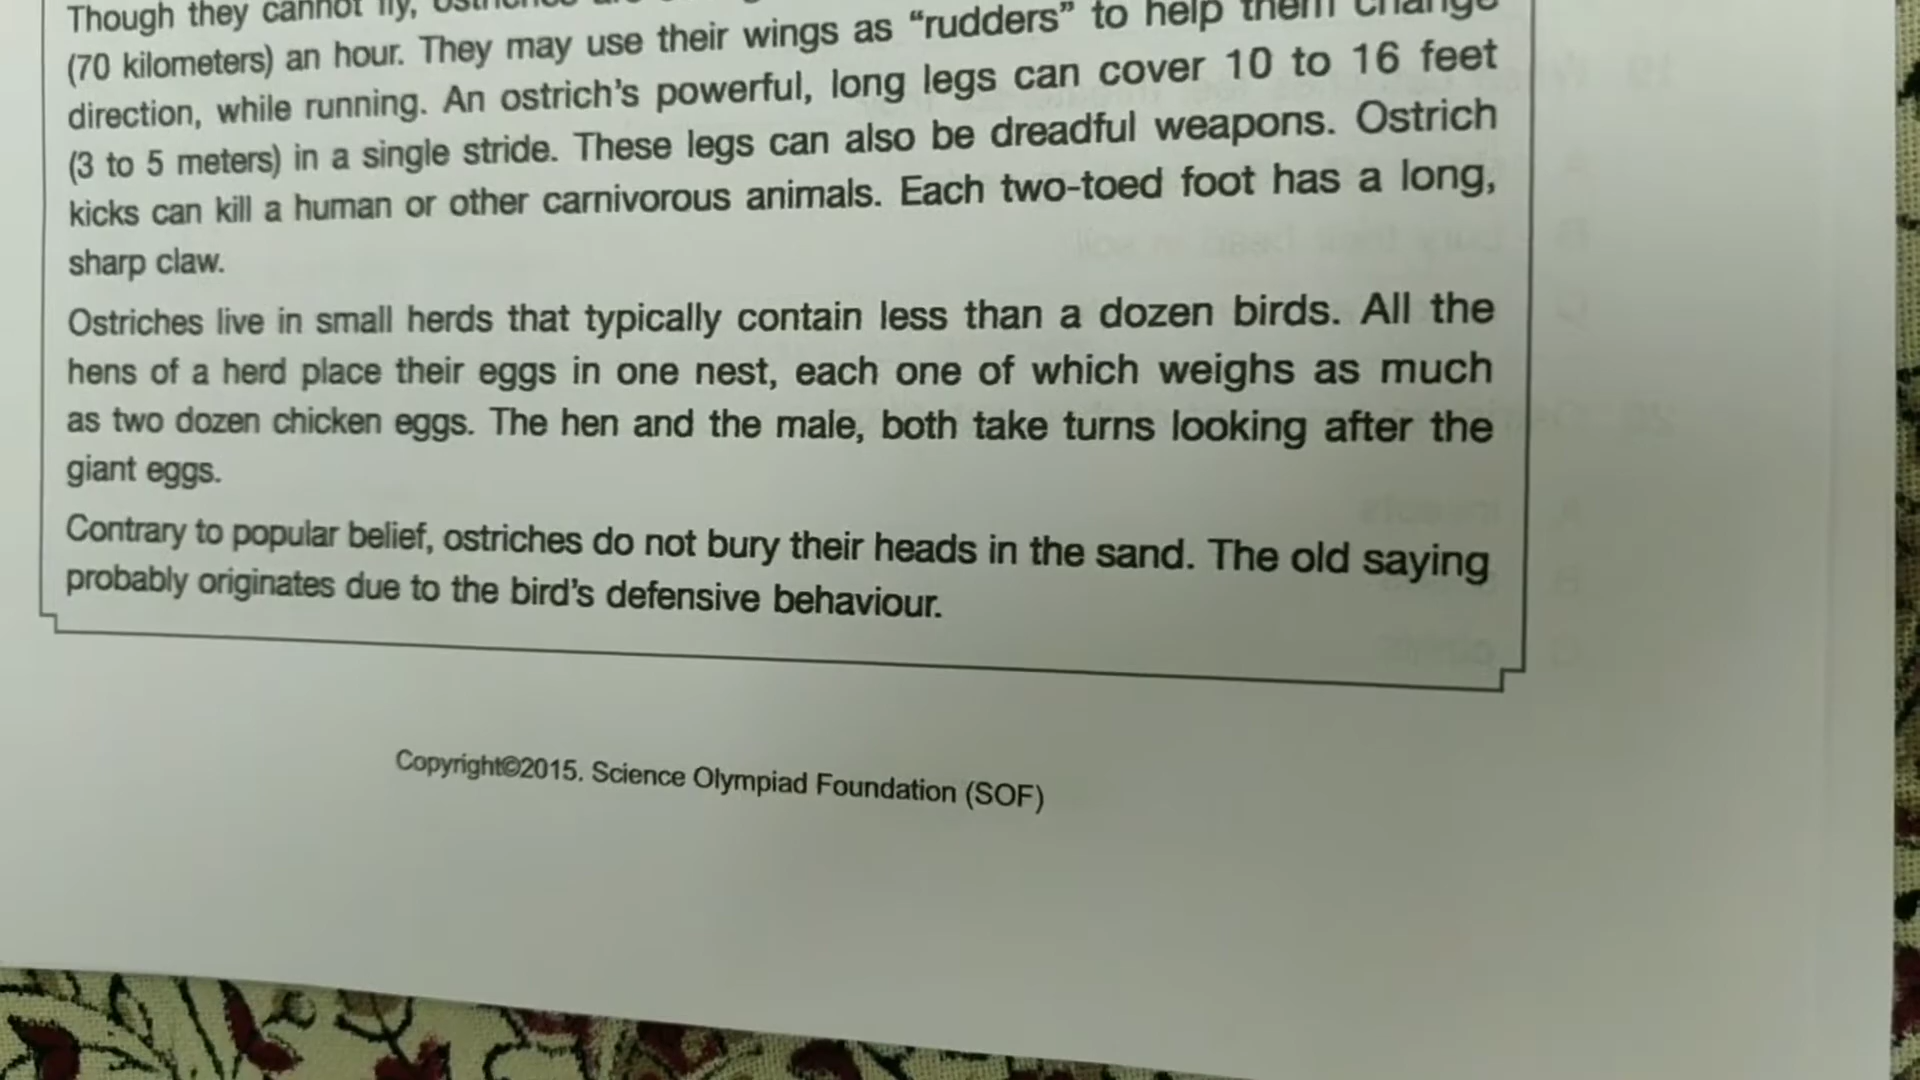 Though they cannot fly,
(70 kilometers) an hour. They may use their wings as “rudders” to help them change
direction, while running. An ostrich’s powerful, long legs can cover 10 to 16 feet
(3 to 5 meters) in a single stride. These legs can also be dreadful weapons. Ostrich
kicks can kill a human or other carnivorous animals. Each two-toed foot has a long,
sharp claw.
Ostriches live in small herds that typically contain less than a dozen birds. All the
hens of a herd place their eggs in one nest, each one of which weighs as much
as two dozen chicken eggs. The hen and the male, both take turns looking after the
giant eggs.
Contrary to popular belief, ostriches do not bury their heads in the sand. The old saying
probably originates due to the bird’s defensive behaviour.
Copyright©2015. Science Olympiad Foundation (SOF)